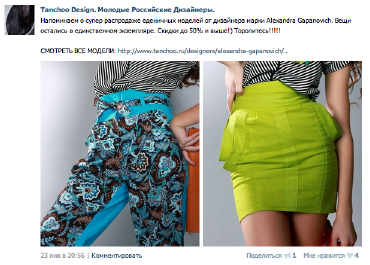 Tanchoo Design. Молодые Российские Дизайнеры.
Напоминаем о супер распродаже еденичных моделей от дизайнера марки Alexandra Gapanovich. Вещи
остались в единственном экземпляре. Скидки до 50% и выше!) Торопитесь!!!!!
СМОТРЕТЬ ВСЕ МОДЕЛИ: http://www.tanchoo.ru/designers/alexandra-gapanovich/..
23 янв в 20:56 | Комментировать
Поделиться 1 Мне нравится 4